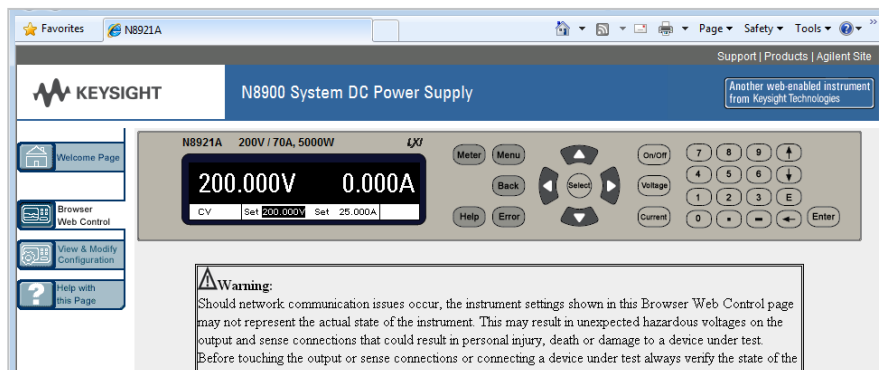 Favorites
N8921A
Page
Safety
Tools
»
Support | Products | Agilent Site
KEYSIGHT
N8900 System DC Power Supply
Another web-enabled instrument
from Keysight Technologies
Welcome Page
Browser
Web Control
View & Modify
Configuration
Help with
this Page
N8921A 200V / 70A, 5000W LXI
200.000V 0.000A
CV Set 200.000V Set 25.000A
Meter Menu
Back
Help Error
Select
On/Off
Voltage
Current
7 8 9
4 5 6
1 2 3 E
0 . - Enter
Warning:
Should network communication issues occur, the instrument settings shown in this Browser Web Control page
may not represent the actual state of the instrument. This may result in unexpected hazardous voltages on the
output and sense connections that could result in personal injury, death or damage to a device under test.
Before touching the output or sense connections or connecting a device under test always verify the state of the